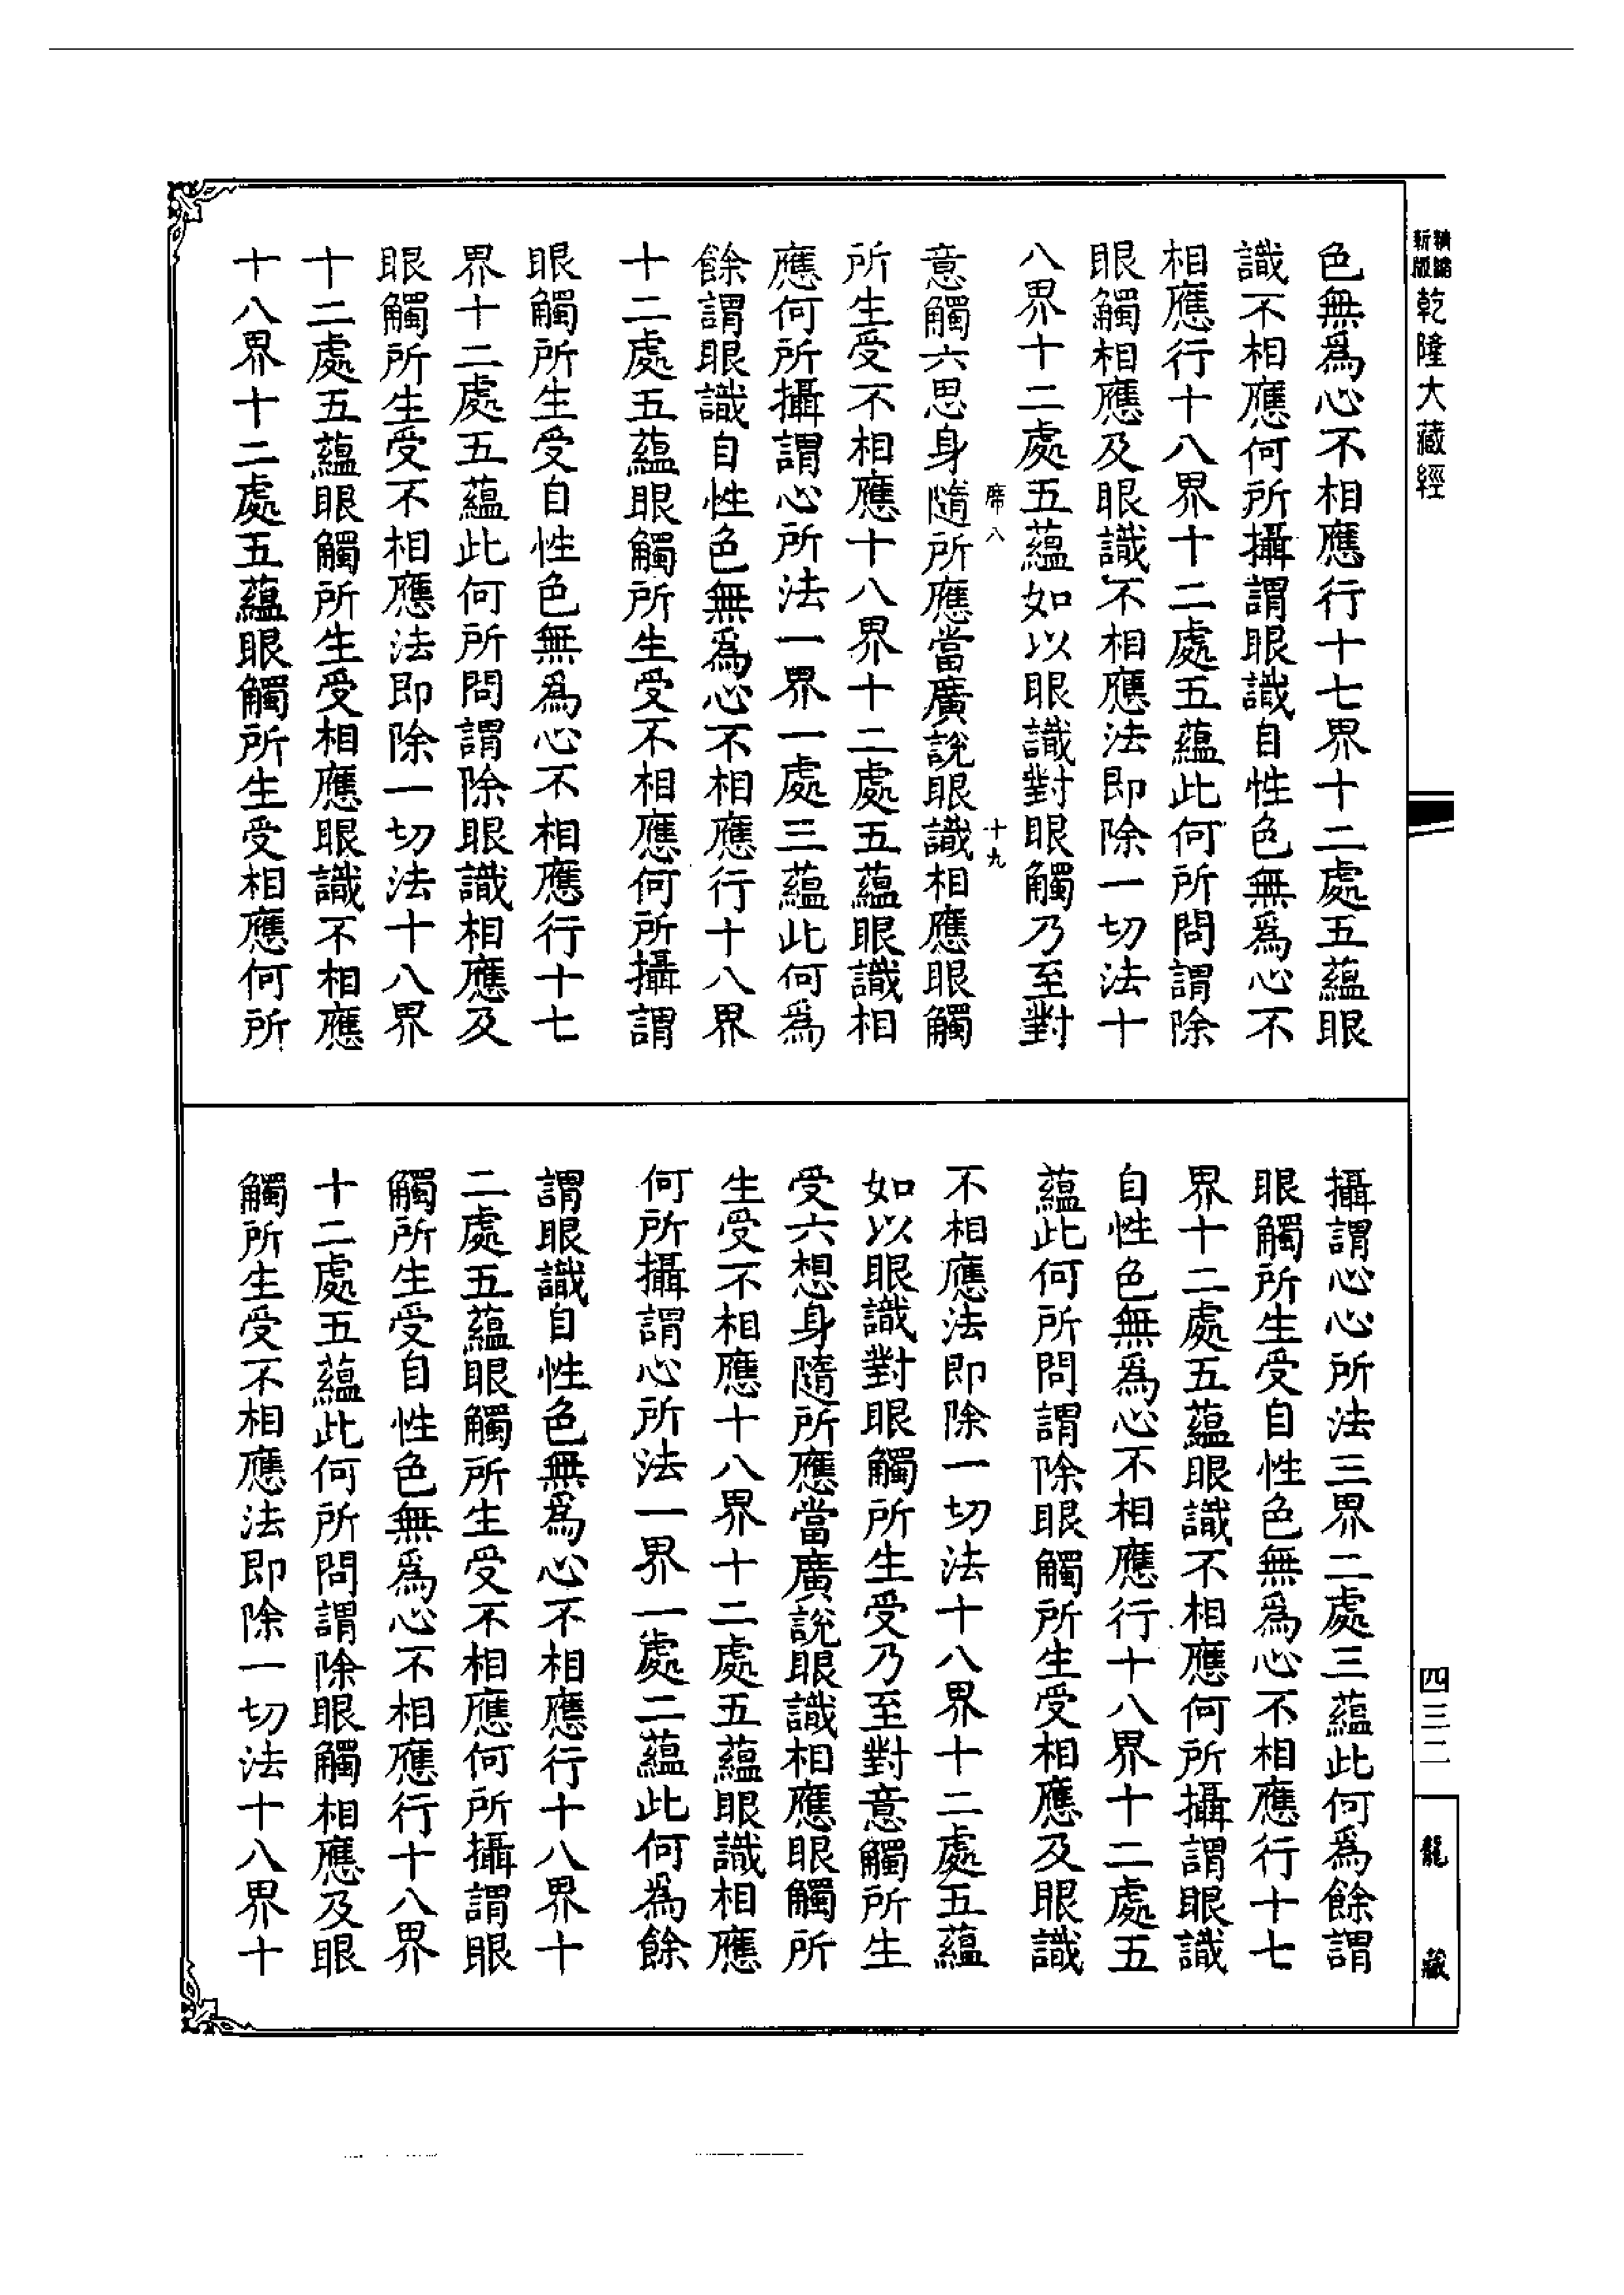 精縮
新版
乾隆大藏經
色無為心不相應行十七界十二處五蘊眼
識不相應何所攝謂眼識自性色無為心不
相應行十八界十二處五蘊此何所問謂除
眼觸相應及眼識不相應法即除一切法十
八界十二處五蘊如以眼識對眼觸乃至對
席八
十九
意觸六思身隨所應當廣說眼識相應眼觸
所生受不相應十八界十二處五蘊眼識相
應何所攝謂心所法一界一處三蘊此何為
餘謂眼識自性色無為心不相應行十八界
十二處五蘊眼觸所生受不相應何所攝謂
眼觸所生受自性色無為心不相應行十七
界十二處五蘊此何所問謂除眼識相應及
眼觸所生受不相應法即除一切法十八界
十二處五蘊眼觸所生受相應眼識不相應
十八界十二處五蘊眼觸所生受相應何所
攝謂心心所法三界二處三蘊此何為餘謂
眼觸所生受自性色無為心不相應行十七
界十二處五蘊眼識不相應何所攝謂眼識
自性色無為心不相應行十八界十二處五
蘊此何所問謂除眼觸所生受相應及眼識
不相應法即除一切法十八界十二處五蘊
如以眼識對眼觸所生受乃至對意觸所生
受六想身隨所應當廣說眼識相應眼觸所
生受不相應十八界十二處五蘊眼識相應
何所攝謂心所法一界一處二蘊此何為餘
謂眼識自性色無為心不相應行十八界十
二處五蘊眼觸所生受不相應何所攝謂眼
觸所生受自性色無為心不相應行十八界
十二處五蘊此何所問謂除眼觸相應及眼
觸所生受不相應法即除一切法十八界十
四三二
龍藏